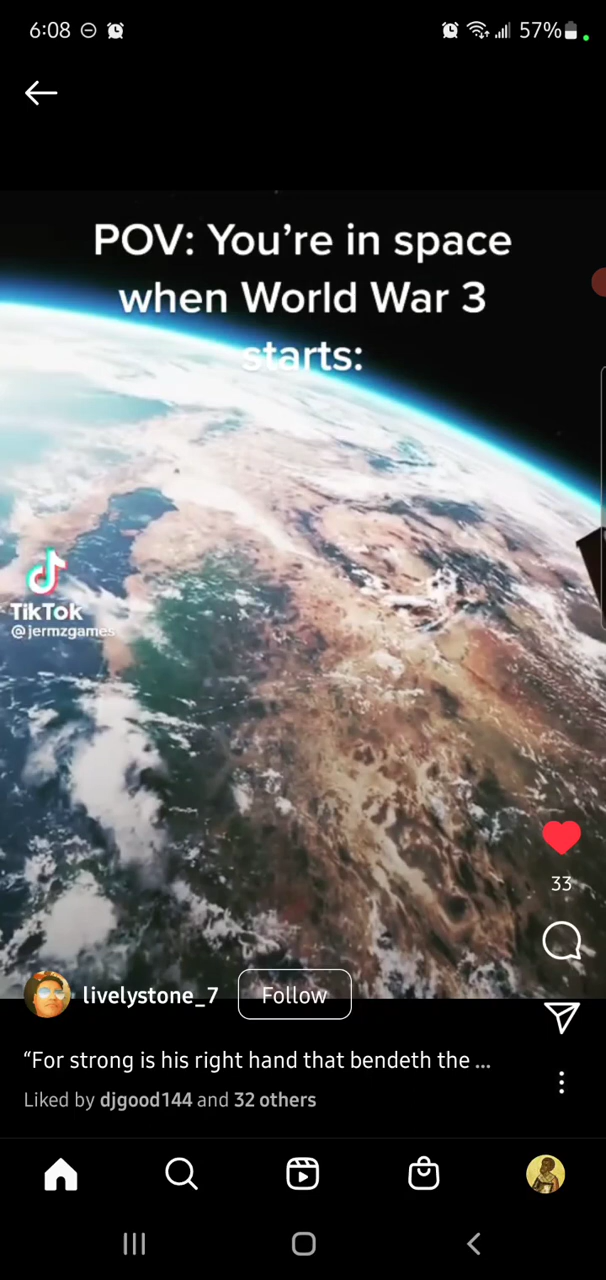 6:08 57%
POV: You're in space
when World War 3
starts:
TikTok
@jermzgames
33
livelystone_7 Follow
“For strong is his right hand that bendeth the ...
Liked by djgood144 and 32 others